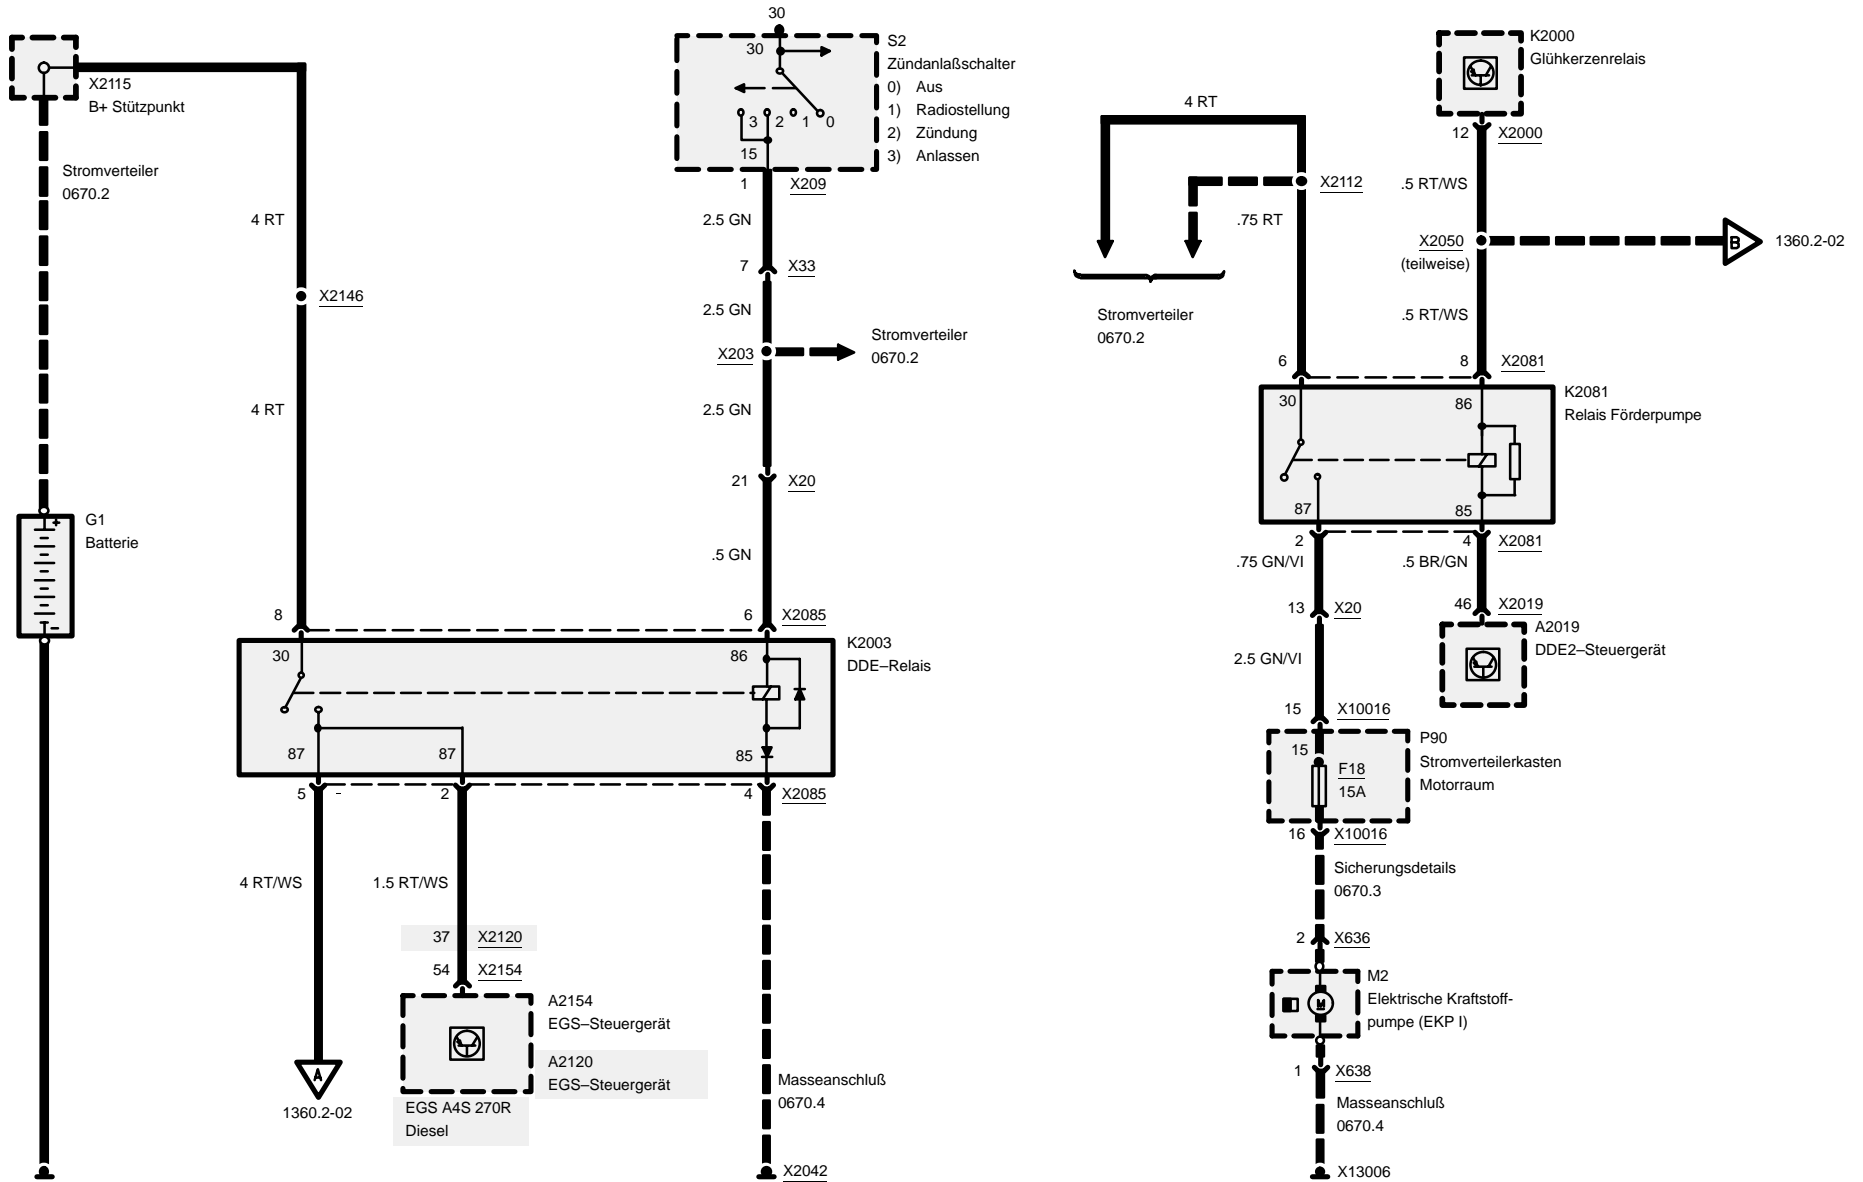 X2115
B+ Stützpunkt
Stromverteiler
0670.2
4 RT
X2146
4 RT
G1
Batterie
+
-
30
30
3 2 1 0
15
S2
Zündanlaßschalter
0) Aus
1) Radiostellung
2) Zündung
3) Anlassen
1 X209
2.5 GN
7 X33
2.5 GN
X203
Stromverteiler
0670.2
2.5 GN
21 X20
.5 GN
8
6 X2085
30
86
87
87
85
K2003
DDE–Relais
5 -
2
4 X2085
4 RT/WS
1.5 RT/WS
37 X2120
54 X2154
A2154
EGS–Steuergerät
A2120
EGS–Steuergerät
EGS A4S 270R
Diesel
A
1360.2-02
Masseanschluß
0670.4
X2042
4 RT
X2112
.75 RT
Stromverteiler
0670.2
K2000
Glühkerzenrelais
12 X2000
.5 RT/WS
X2050
(teilweise)
B
1360.2-02
.5 RT/WS
6
8 X2081
30
86
87
85
K2081
Relais Förderpumpe
2
4 X2081
.75 GN/VI
.5 BR/GN
13 X20
46 X2019
A2019
DDE2–Steuergerät
2.5 GN/VI
15 X10016
15
F18
15A
P90
Stromverteilerkasten
Motorraum
16 X10016
Sicherungsdetails
0670.3
2 X636
M
M2
Elektrische Kraftstoff-
pumpe (EKP I)
1 X638
Masseanschluß
0670.4
X13006